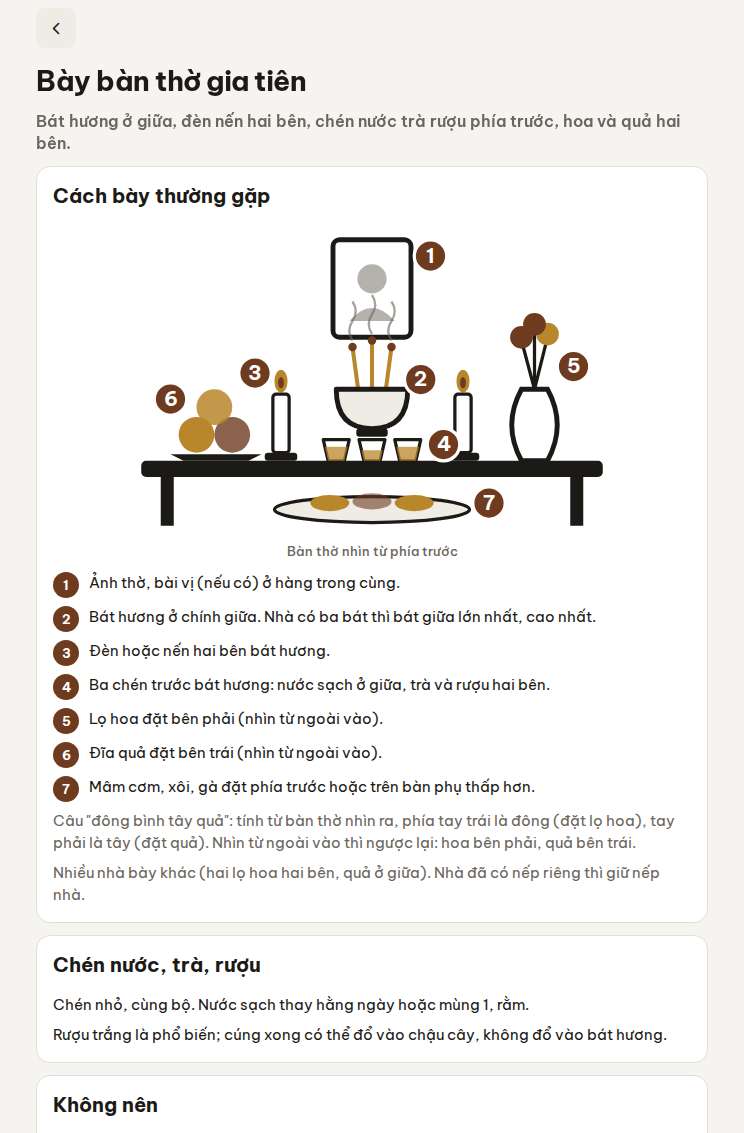 Bày bàn thờ gia tiên
Bát hương ở giữa, đèn nến hai bên, chén nước trà rượu phía trước, hoa và quả hai
bên.
Cách bày thường gặp
1
2
3
4
5
6
7
Bàn thờ nhìn từ phía trước
1 Ảnh thờ, bài vị (nếu có) ở hàng trong cùng.
2 Bát hương ở chính giữa. Nhà có ba bát thì bát giữa lớn nhất, cao nhất.
3 Đèn hoặc nến hai bên bát hương.
4 Ba chén trước bát hương: nước sạch ở giữa, trà và rượu hai bên.
5 Lọ hoa đặt bên phải (nhìn từ ngoài vào).
6 Đĩa quả đặt bên trái (nhìn từ ngoài vào).
7 Mâm cơm, xôi, gà đặt phía trước hoặc trên bàn phụ thấp hơn.
Câu "đông bình tây quả": tính từ bàn thờ nhìn ra, phía tay trái là đông (đặt lọ hoa), tay
phải là tây (đặt quả). Nhìn từ ngoài vào thì ngược lại: hoa bên phải, quả bên trái.
Nhiều nhà bày khác (hai lọ hoa hai bên, quả ở giữa). Nhà đã có nếp riêng thì giữ nếp
nhà.
Chén nước, trà, rượu
Chén nhỏ, cùng bộ. Nước sạch thay hằng ngày hoặc mùng 1, rằm.
Rượu trắng là phổ biến; cúng xong có thể đổ vào chậu cây, không đổ vào bát hương.
Không nên